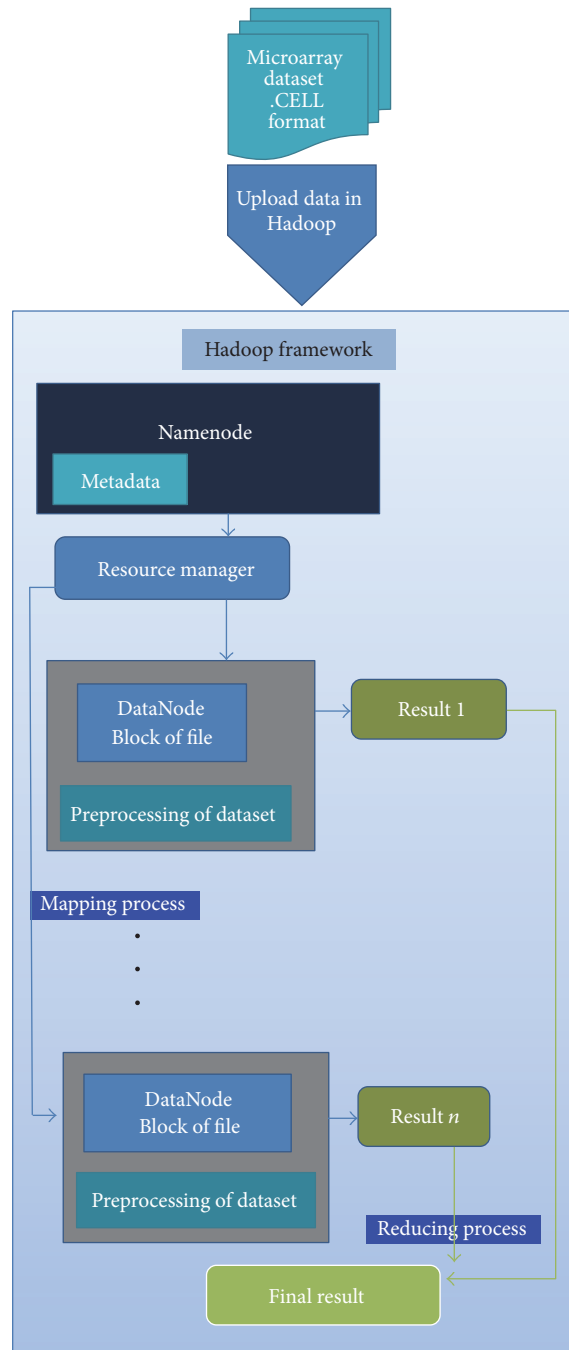 Microarray
dataset
.CELL
format
Upload data in
Hadoop
Hadoop framework
Namenode
Metadata
Resource manager
DataNode
Block of file
Preprocessing of dataset
Result 1
Mapping process
DataNode
Block of file
Preprocessing of dataset
Result n
Reducing process
Final result